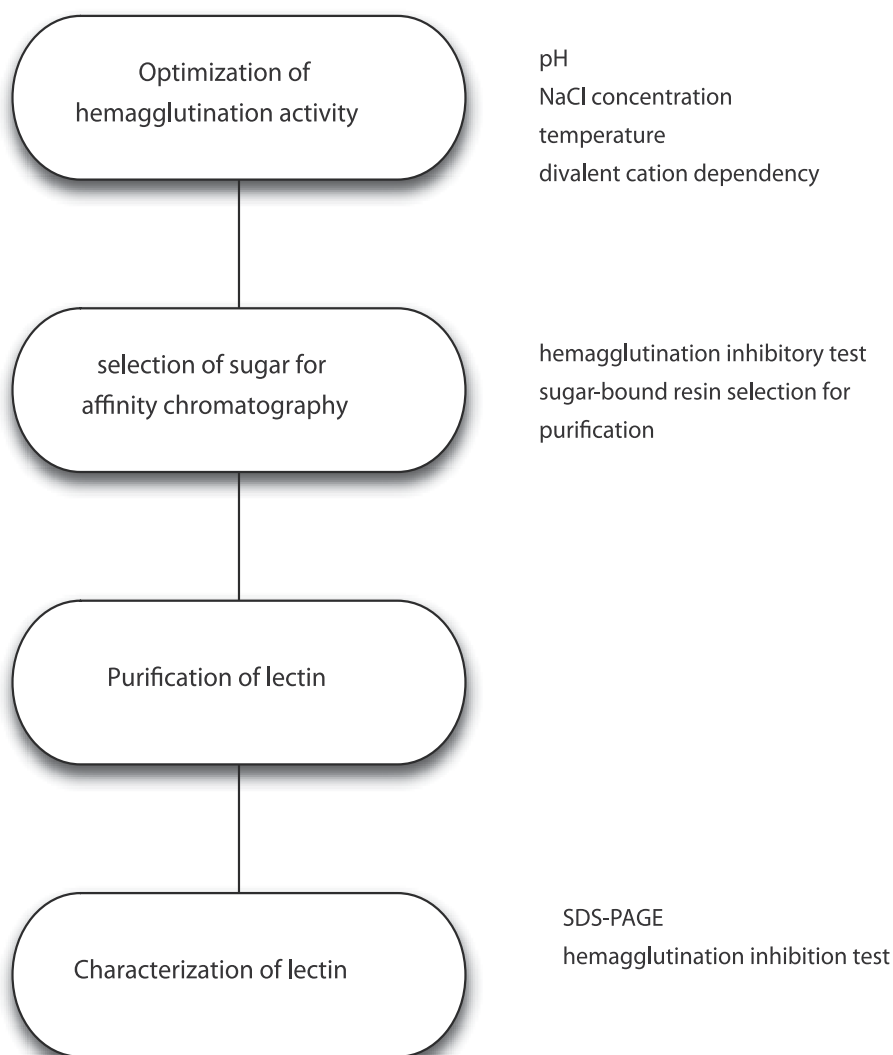 Optimization of
hemagglutination activity
pH
NaCl concentration
temperature
divalent cation dependency
selection of sugar for
affinity chromatography
hemagglutination inhibitory test
sugar-bound resin selection for
purification
Purification of lectin
Characterization of lectin
SDS-PAGE
hemagglutination inhibition test